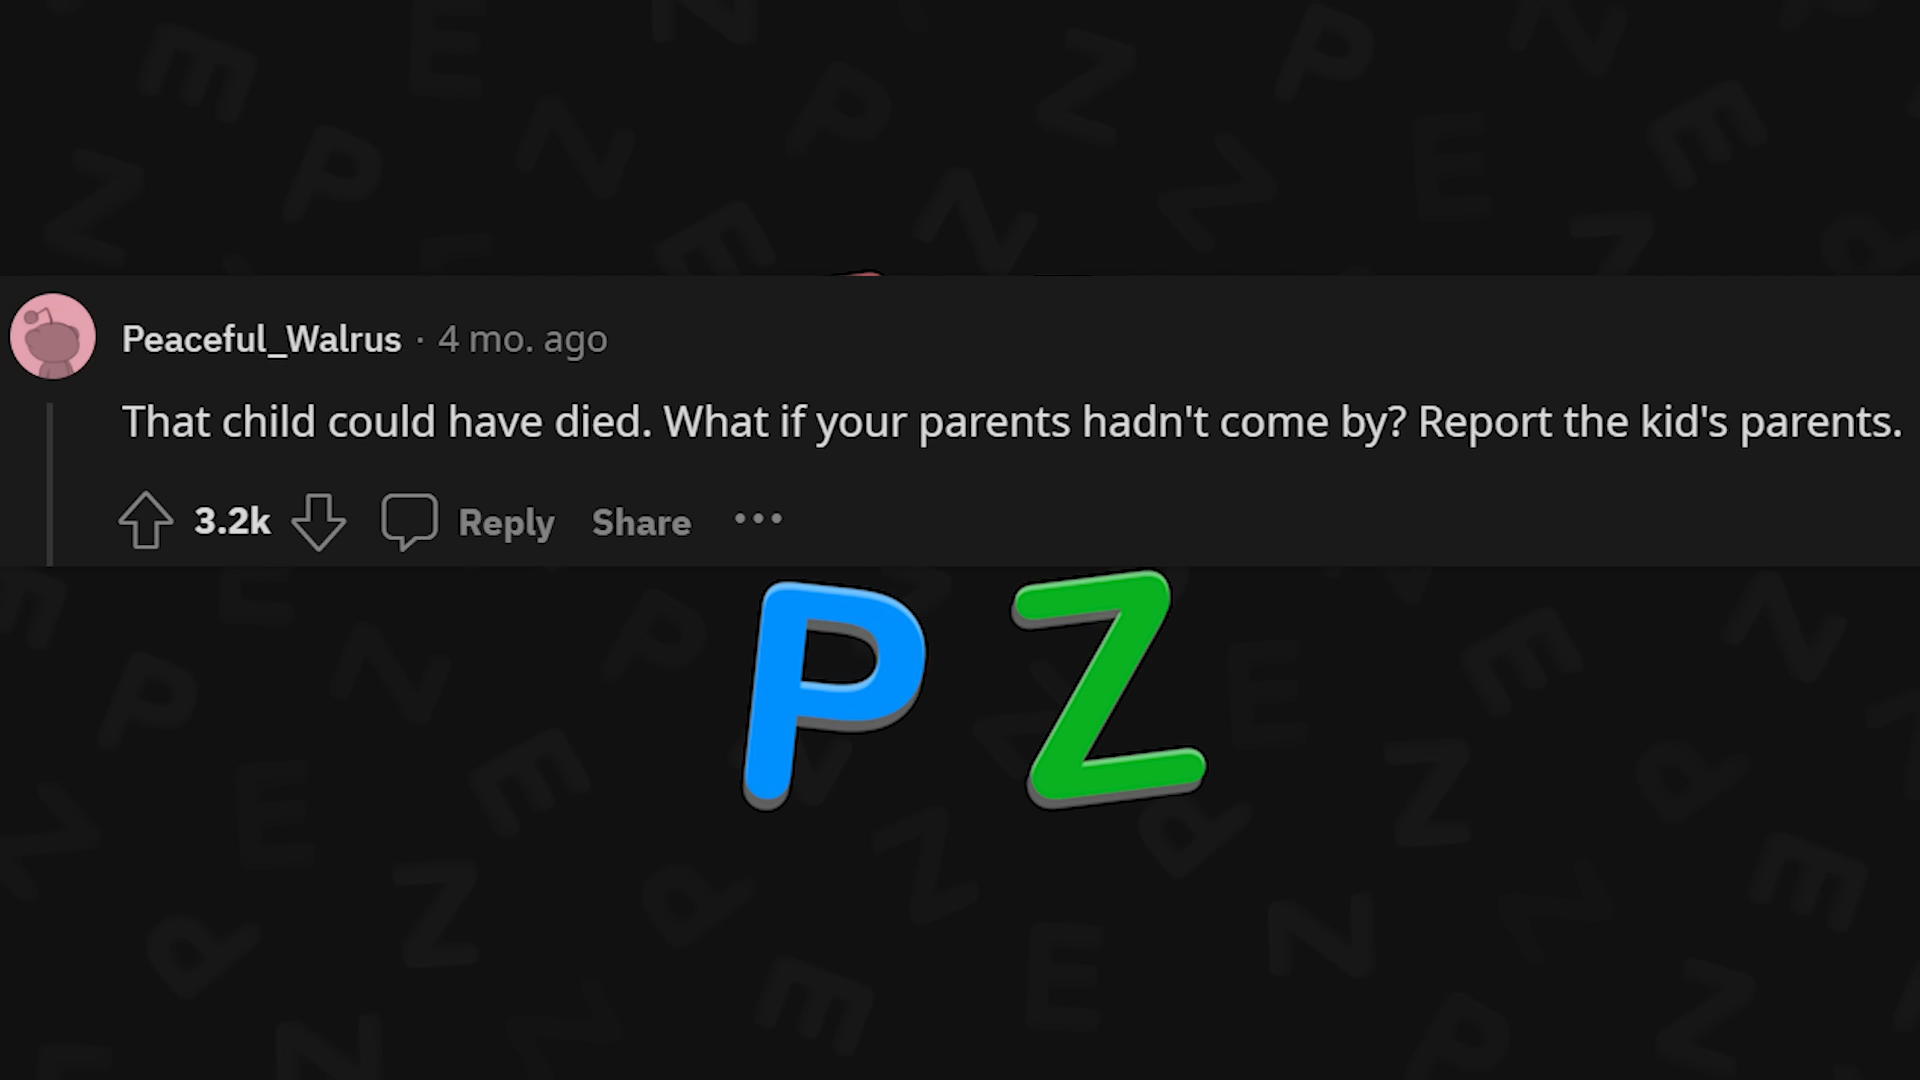 Peaceful_Walrus · 4 mo. ago
That child could have died. What if your parents hadn't come by? Report the kid's parents.
3.2k Reply Share ...
P Z